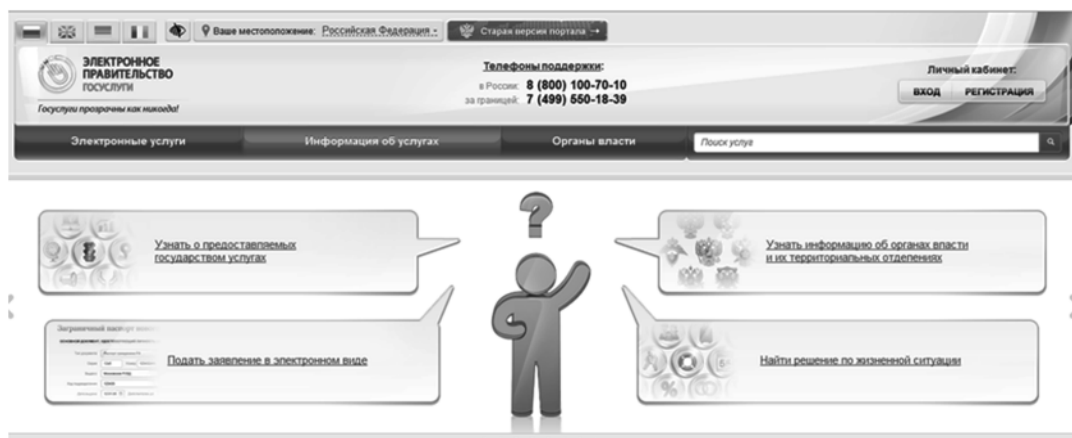 Ваше местоположение: Российская Федерация
Старая версия портала →
ЭЛЕКТРОННОЕ
ПРАВИТЕЛЬСТВО
ГОСУСЛУГИ
Госуслуги прозрачны как никогда!
Телефоны поддержки:
в России: 8 (800) 100-70-10
за границей: 7 (499) 550-18-39
Личный кабинет:
ВХОД РЕГИСТРАЦИЯ
Электронные услуги Информация об услугах Органы власти Поиск услуг
?
Узнать о предоставляемых
государством услугах
Узнать информацию об органах власти
и их территориальных отделениях
Заграничный паспорт
Подать заявление в электронном виде
Найти решение по жизненной ситуации